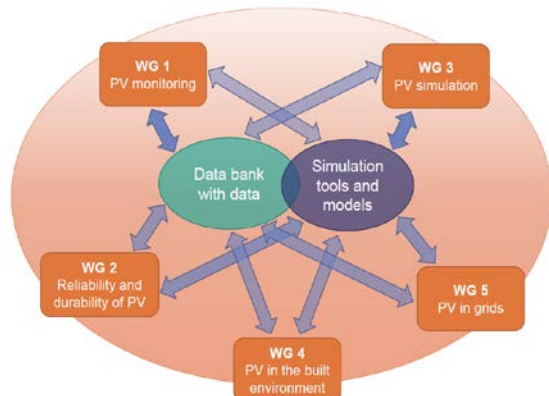 WG 1
PV monitoring
WG 3
PV simulation
Data bank
with data
Simulation
tools and
models
WG 2
Reliability and
durability of PV
WG 5
PV in grids
WG 4
PV in the built
environment